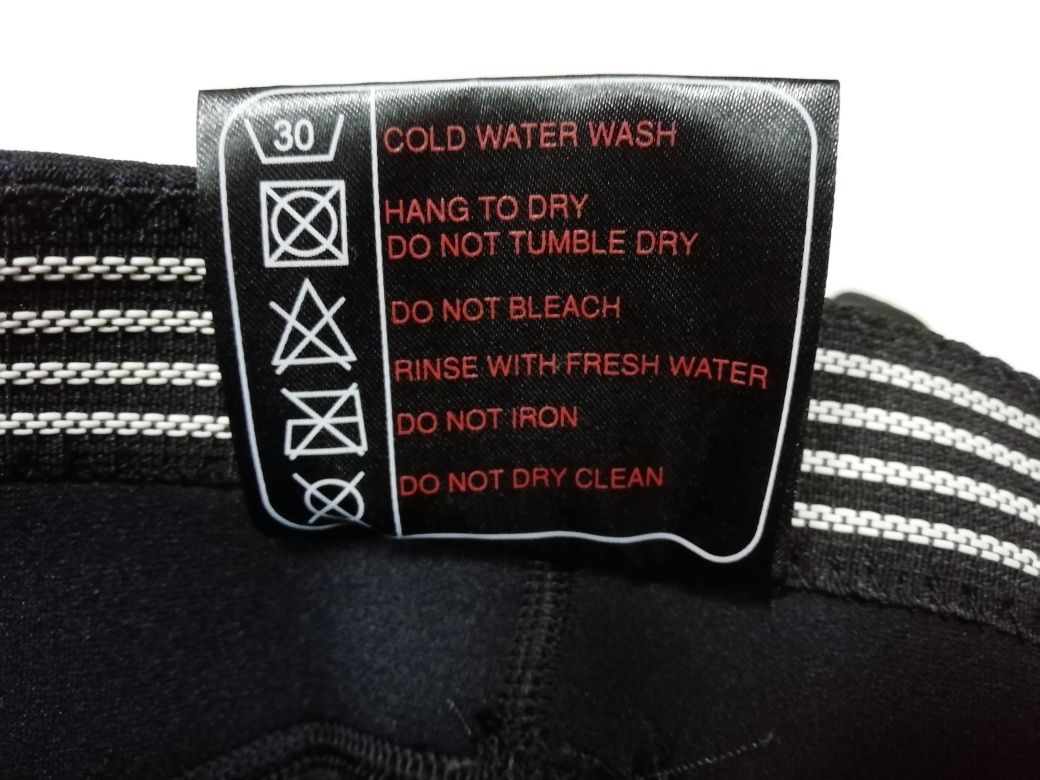 30 COLD WATER WASH
HANG TO DRY
DO NOT TUMBLE DRY
DO NOT BLEACH
RINSE WITH FRESH WATER
DO NOT IRON
DO NOT DRY CLEAN